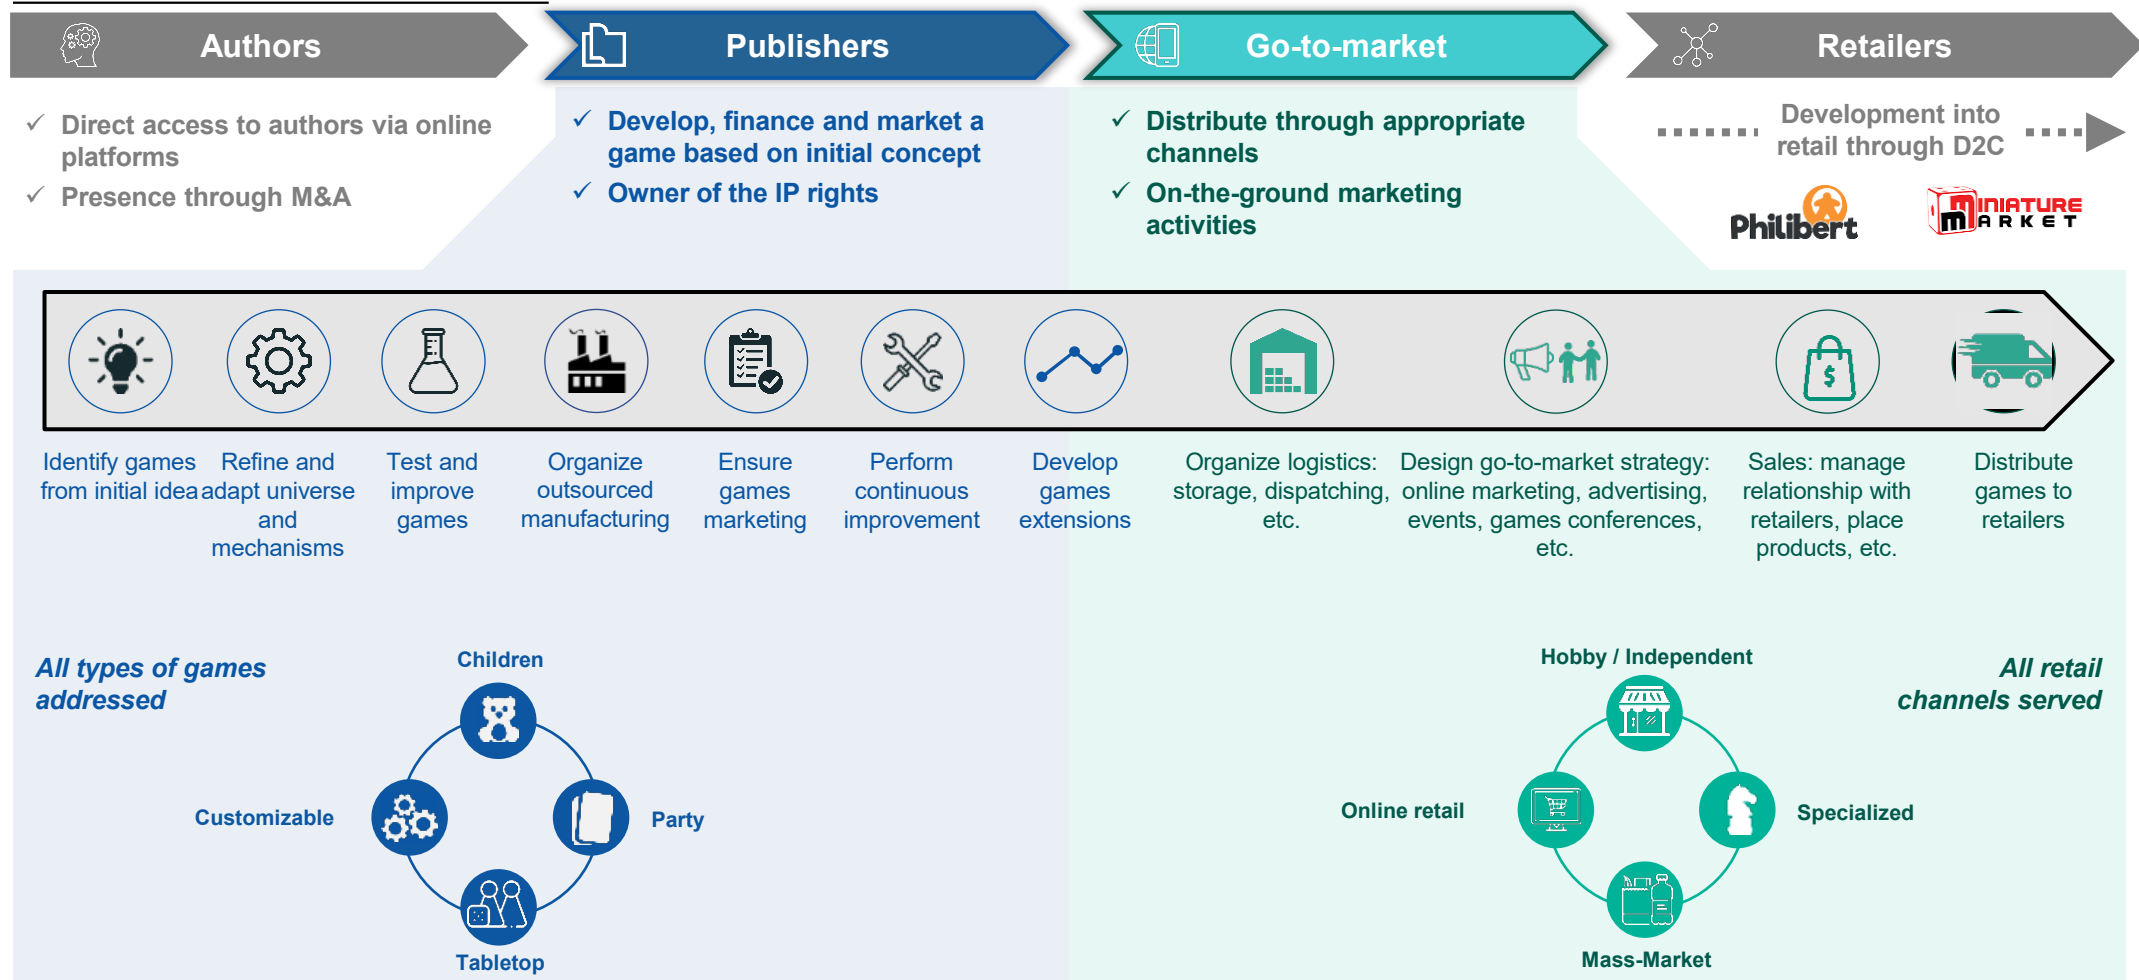 Authors
Publishers
Go-to-market
Retailers
✓ Direct access to authors via online
platforms
✓ Presence through M&A
✓ Develop, finance and market a
game based on initial concept
✓ Owner of the IP rights
✓ Distribute through appropriate
channels
✓ On-the-ground marketing
activities
Development into
retail through D2C
Philibert
MINIATURE
MARKET
Identify games
from initial idea
Refine and
adapt universe
and
mechanisms
Test and
improve
games
Organize
outsourced
manufacturing
Ensure
games
marketing
Perform
continuous
improvement
Develop
games
extensions
Organize logistics:
storage, dispatching,
etc.
Design go-to-market strategy:
online marketing, advertising,
events, games conferences,
etc.
Sales: manage
relationship with
retailers, place
products, etc.
Distribute
games to
retailers
All types of games
addressed
Children
Customizable
Party
Tabletop
Hobby / Independent
Online retail
Specialized
Mass-Market
All retail
channels served